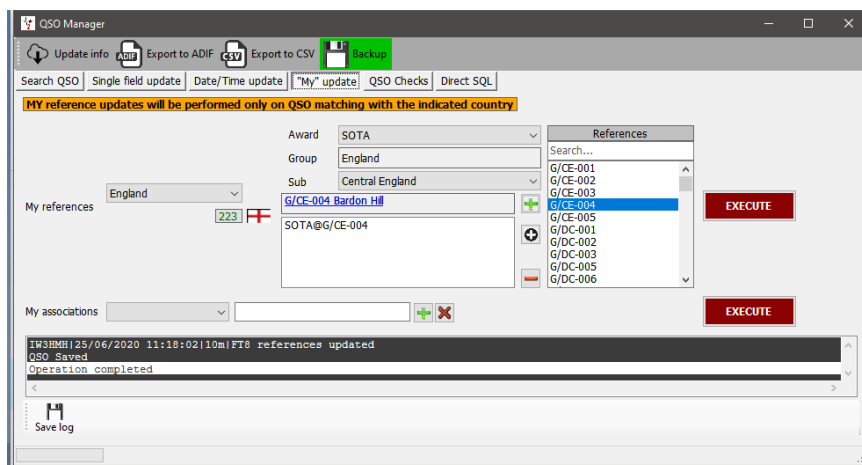 QSO Manager
Update info ADIF Export to ADIF CSV Export to CSV Backup
Search QSO Single field update Date/Time update "My" update QSO Checks Direct SQL
MY reference updates will be performed only on QSO matching with the indicated country
Award SOTA References
Search...
Group England
G/CE-001
G/CE-002
Sub Central England
G/CE-003
My references England
G/CE-004 Bardon Hill
G/CE-004
EXECUTE
223
G/CE-005
SOTA@G/CE-004
G/DC-001
G/DC-002
G/DC-003
G/DC-005
G/DC-006
My associations
EXECUTE
IW3HMH|25/06/2020 11:18:02|10m|FT8 references updated
QSO Saved
Operation completed
Save log